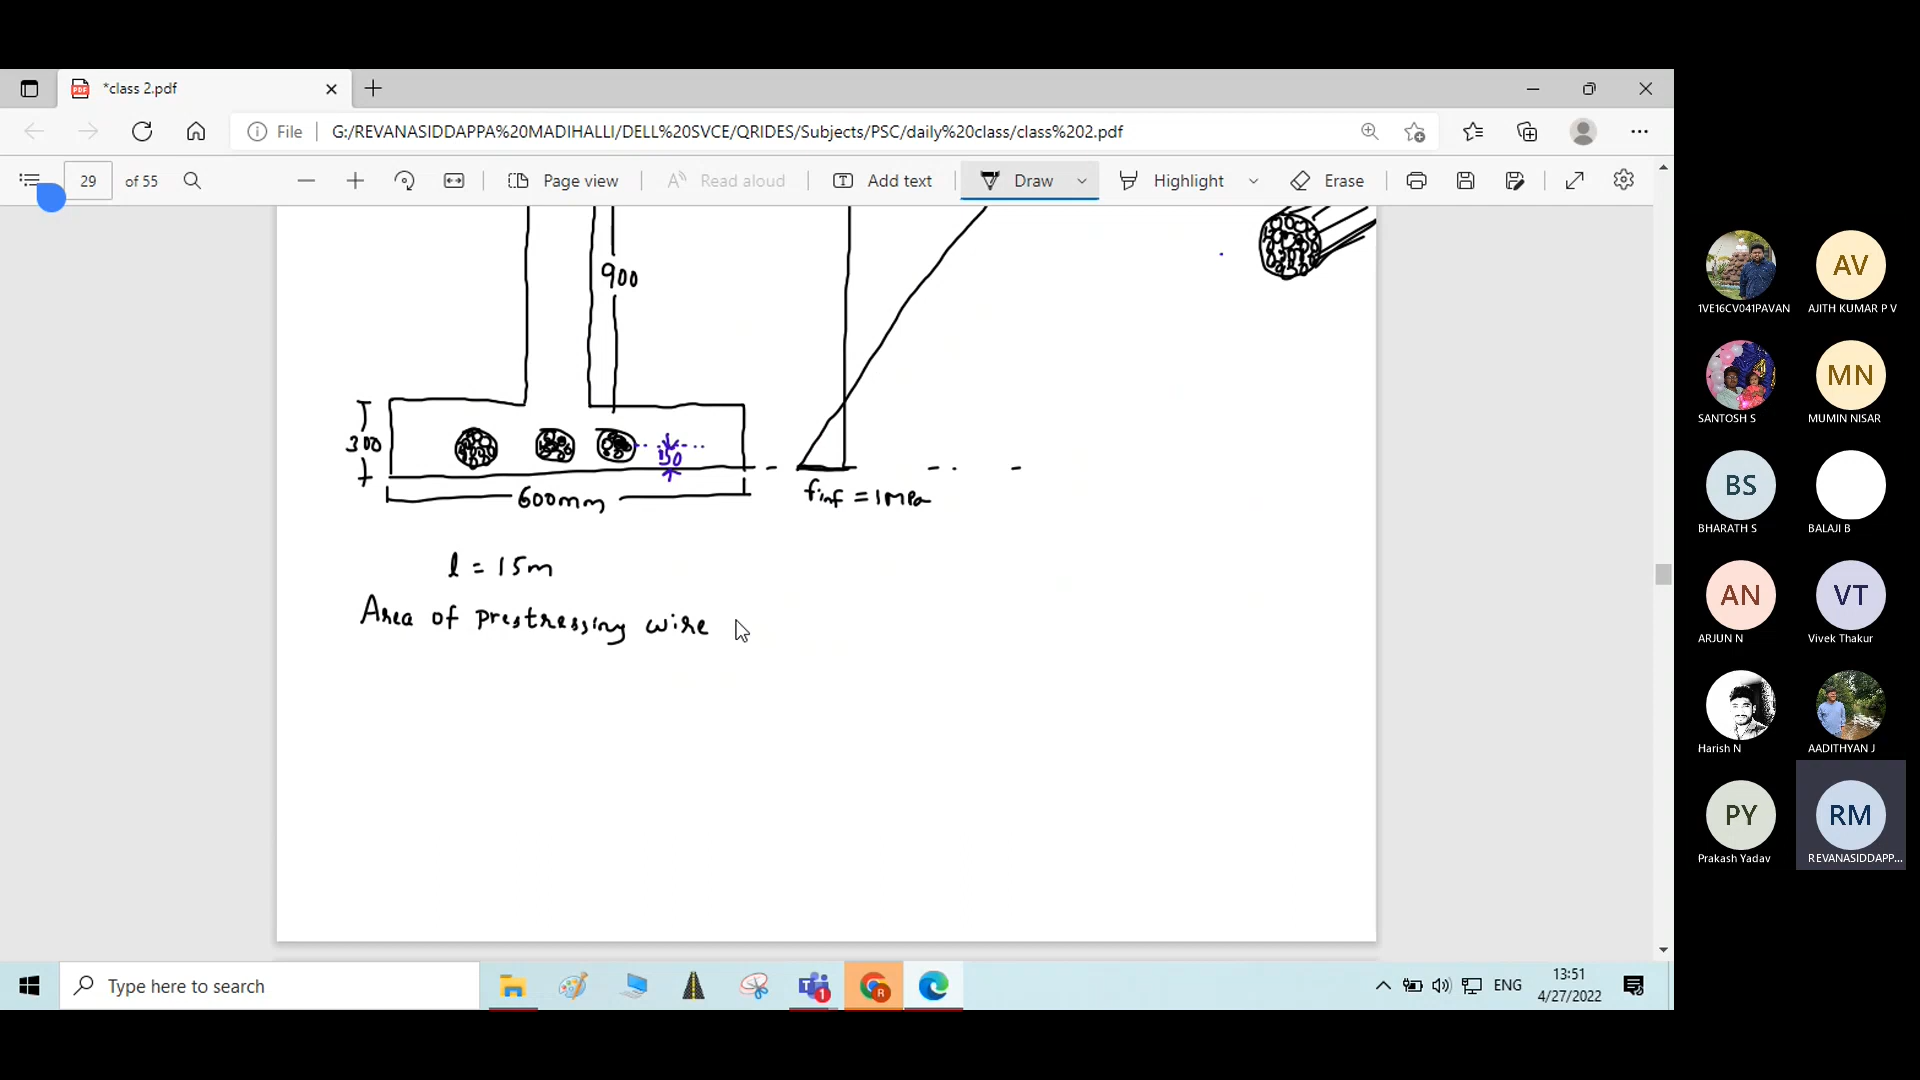 *class 2.pdf
File
G:/REVANASIDDAPPA%20MADIHALLI/DELL%20SVCE/QRIDES/Subjects/PSC/daily%20class/class%202.pdf
29 of 55
Page view
Read aloud
Add text
Draw
Highlight
Erase
900
300
150
600mm
finf = 1MPa
l = 15m
Area of prestressing wire
1VE16CV041PAVAN
AV
AJITH KUMAR P V
SANTOSH S
MN
MUMIN NISAR
BS
BHARATH S
BALAJI B
AN
ARJUN N
VT
Vivek Thakur
Harish N
AADITHYAN J
PY
Prakash Yadav
RM
REVANASIDDAPP...
Type here to search
1
R
ENG
13:51
4/27/2022